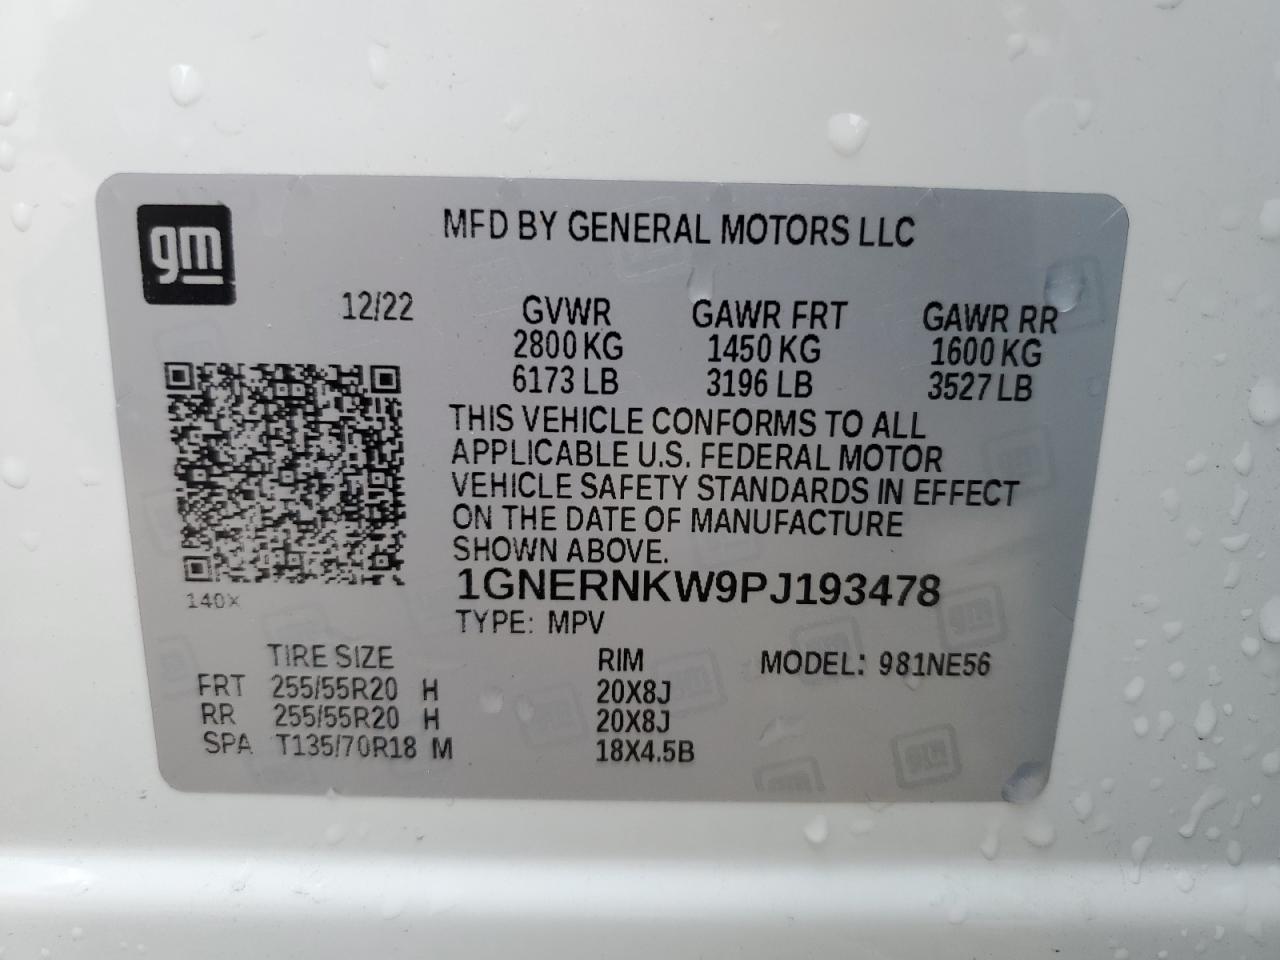 gm
MFD BY GENERAL MOTORS LLC
12/22 GVWR GAWR FRT GAWR RR
2800 KG 1450 KG 1600 KG
6173 LB 3196 LB 3527 LB
THIS VEHICLE CONFORMS TO ALL
APPLICABLE U.S. FEDERAL MOTOR
VEHICLE SAFETY STANDARDS IN EFFECT
ON THE DATE OF MANUFACTURE
SHOWN ABOVE.
140X
1GNERNKW9PJ193478
TYPE: MPV
TIRE SIZE RIM MODEL: 981NE56
FRT 255/55R20 H 20X8J
RR 255/55R20 H 20X8J
SPA T135/70R18 M 18X4.5B